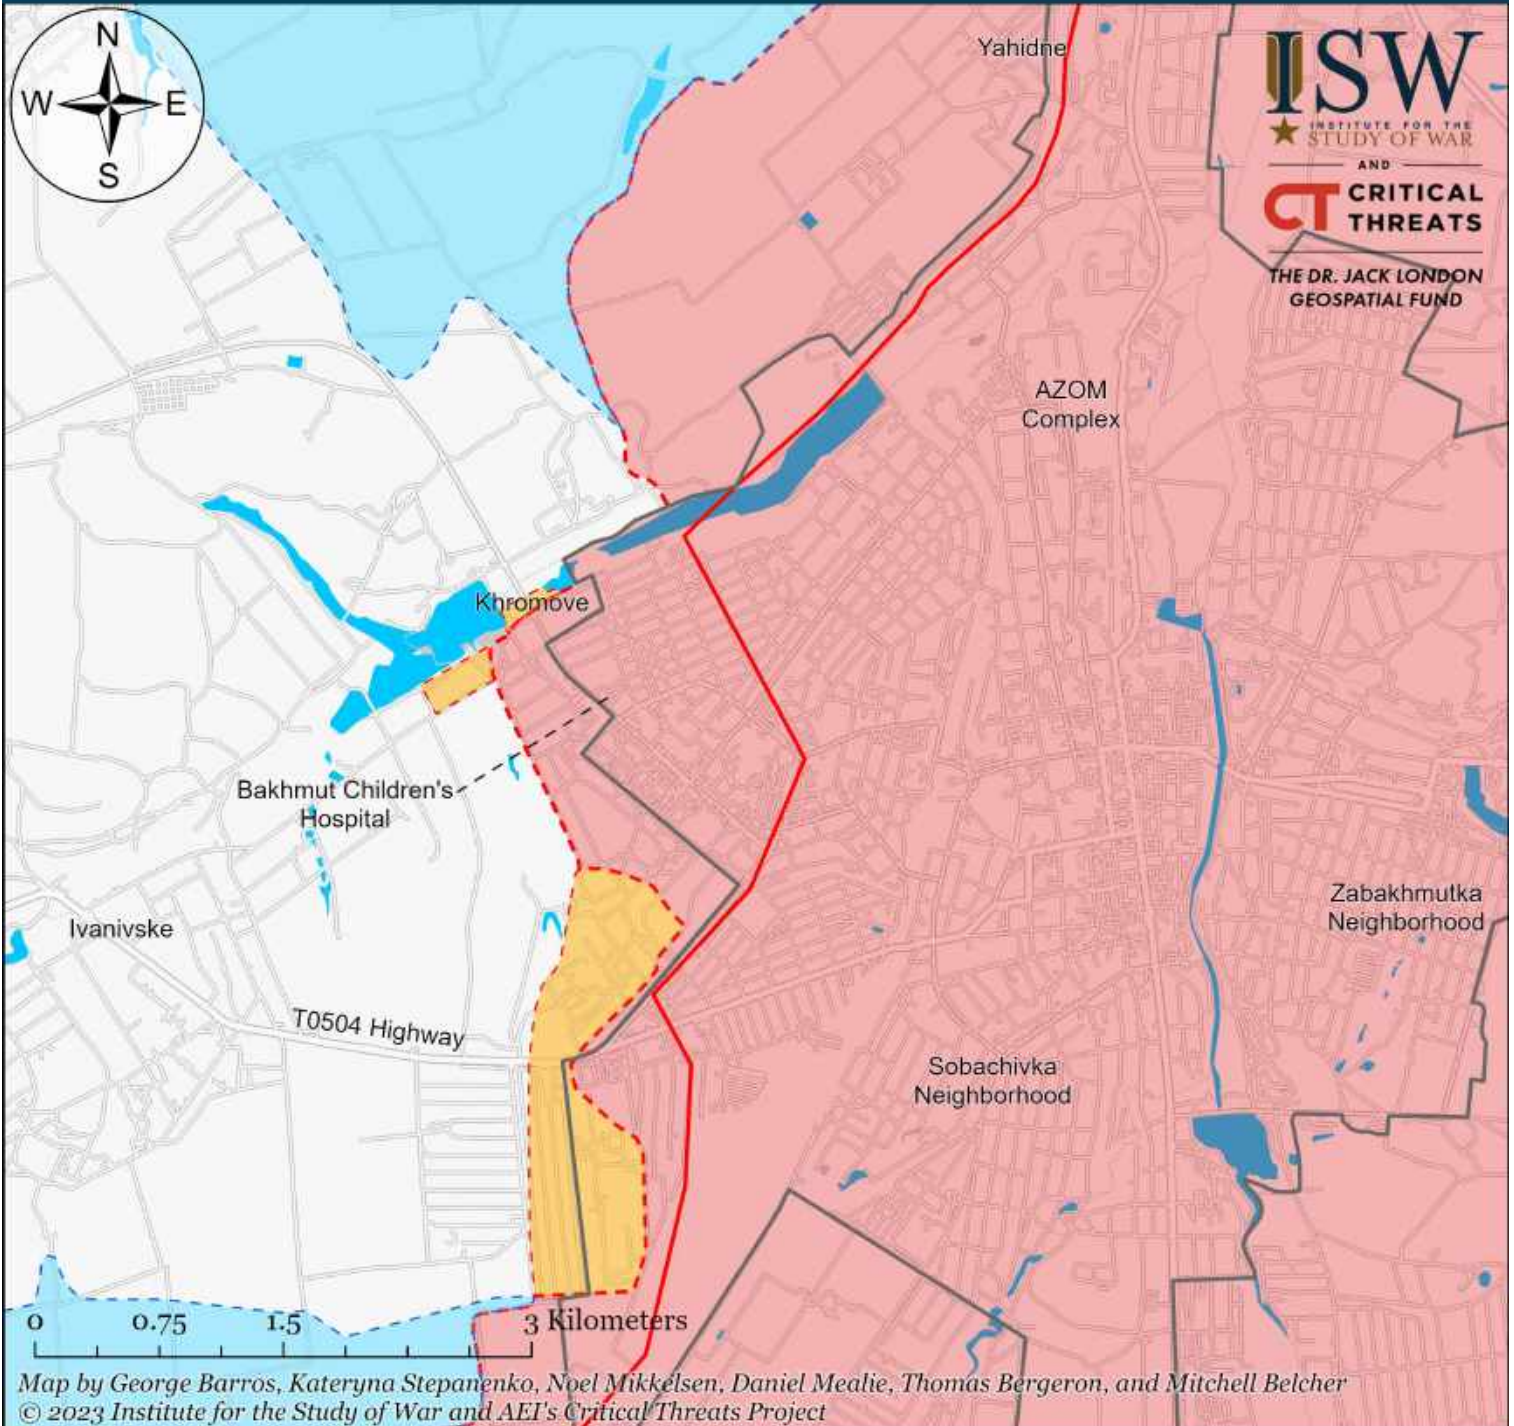 N
W
E
S
Yahidne
ISW
INSTITUTE FOR THE
STUDY OF WAR
AND
CT CRITICAL
THREATS
THE DR. JACK LONDON
GEOSPATIAL FUND
AZOM
Complex
Khromove
Bakhmut Children's
Hospital
Ivanivske
Zabakhmutka
Neighborhood
T0504 Highway
Sobachivka
Neighborhood
0 0.75 1.5 3 Kilometers
Map by George Barros, Kateryna Stepanenko, Noel Mikkelsen, Daniel Mealie, Thomas Bergeron, and Mitchell Belcher
© 2023 Institute for the Study of War and AEI's Critical Threats Project